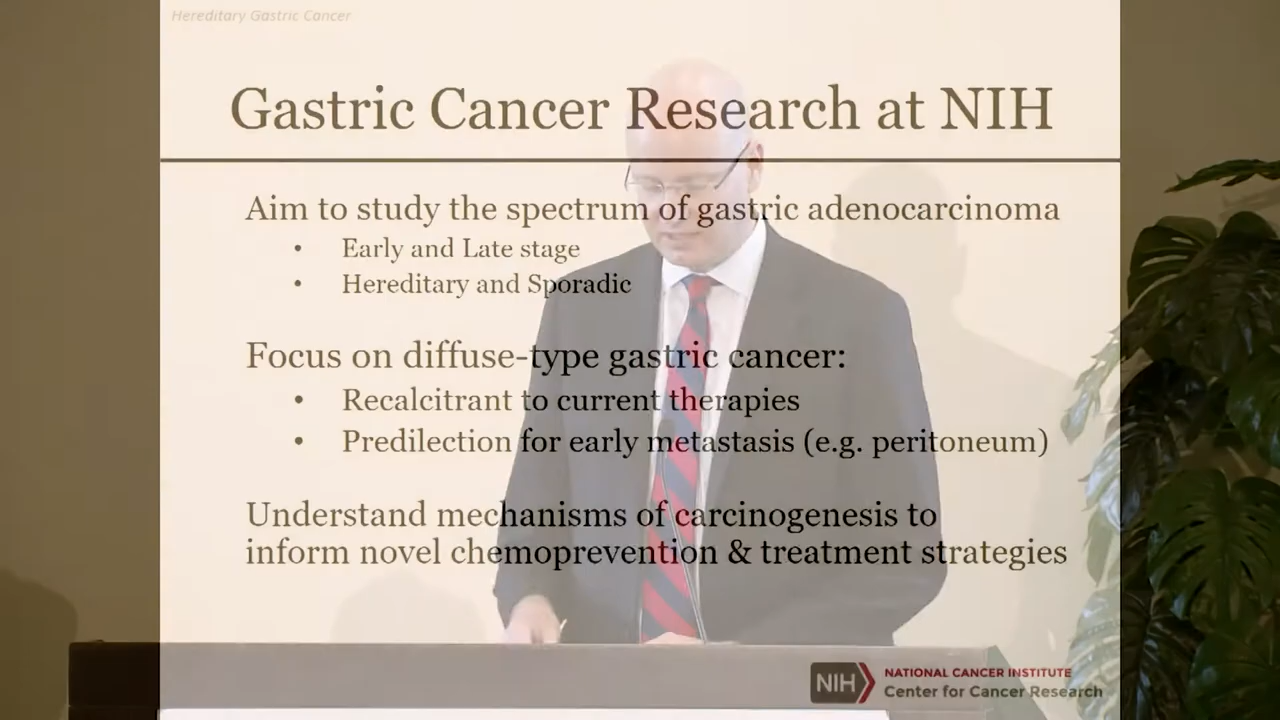 Hereditary Gastric Cancer
Gastric Cancer Research at NIH
Aim to study the spectrum of gastric adenocarcinoma
• Early and Late stage
• Hereditary and Sporadic
Focus on diffuse-type gastric cancer:
• Recalcitrant to current therapies
• Predilection for early metastasis (e.g. peritoneum)
Understand mechanisms of carcinogenesis to
inform novel chemoprevention & treatment strategies
NIH
NATIONAL CANCER INSTITUTE
Center for Cancer Research